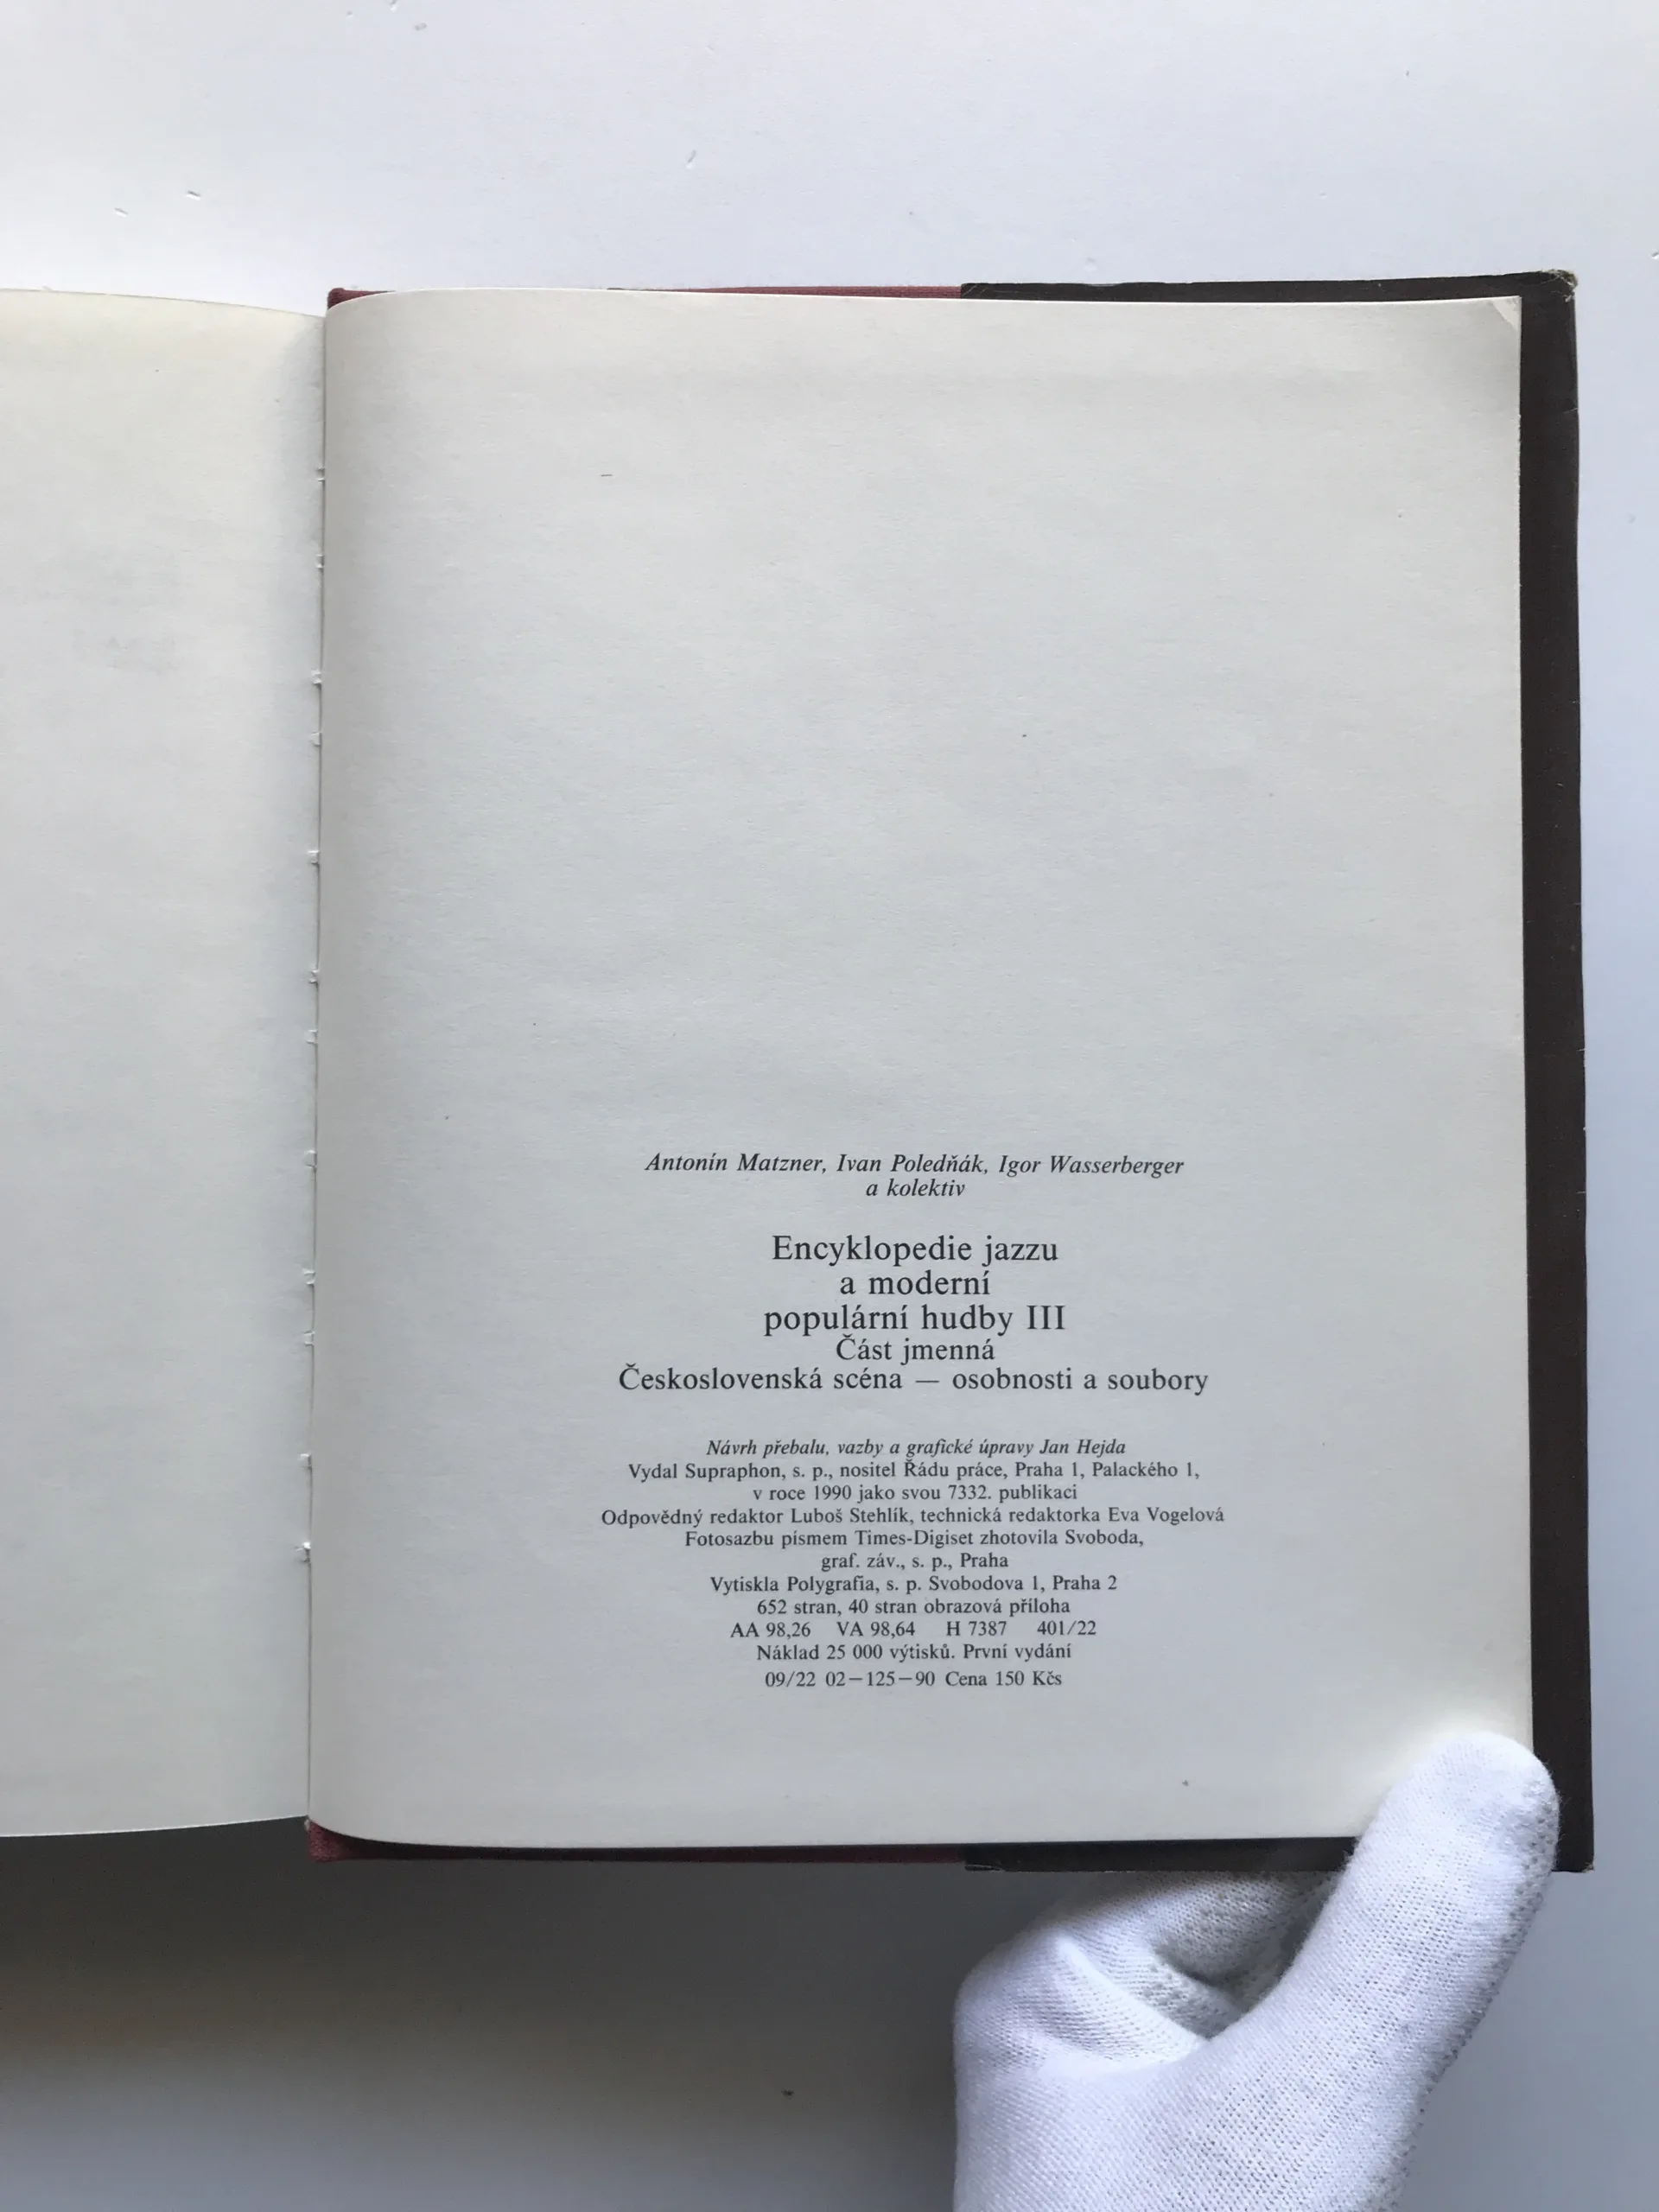 Antonín Matzner, Ivan Poledňák, Igor Wasserberger
a kolektiv
Encyklopedie jazzu
a moderní
populární hudby III
Část jmenná
Československá scéna — osobnosti a soubory
Návrh přebalu, vazby a grafické úpravy Jan Hejda
Vydal Supraphon, s. p., nositel Řádu práce, Praha 1, Palackého 1,
v roce 1990 jako svou 7332. publikaci
Odpovědný redaktor Luboš Stehlík, technická redaktorka Eva Vogelová
Fotosazbu písmem Times-Digiset zhotovila Svoboda,
graf. záv., s. p., Praha
Vytiskla Polygrafia, s. p. Svobodova 1, Praha 2
652 stran, 40 stran obrazová příloha
AA 98,26 VA 98,64 H 7387 401/22
Náklad 25 000 výtisků. První vydání
09/22 02—125—90 Cena 150 Kčs